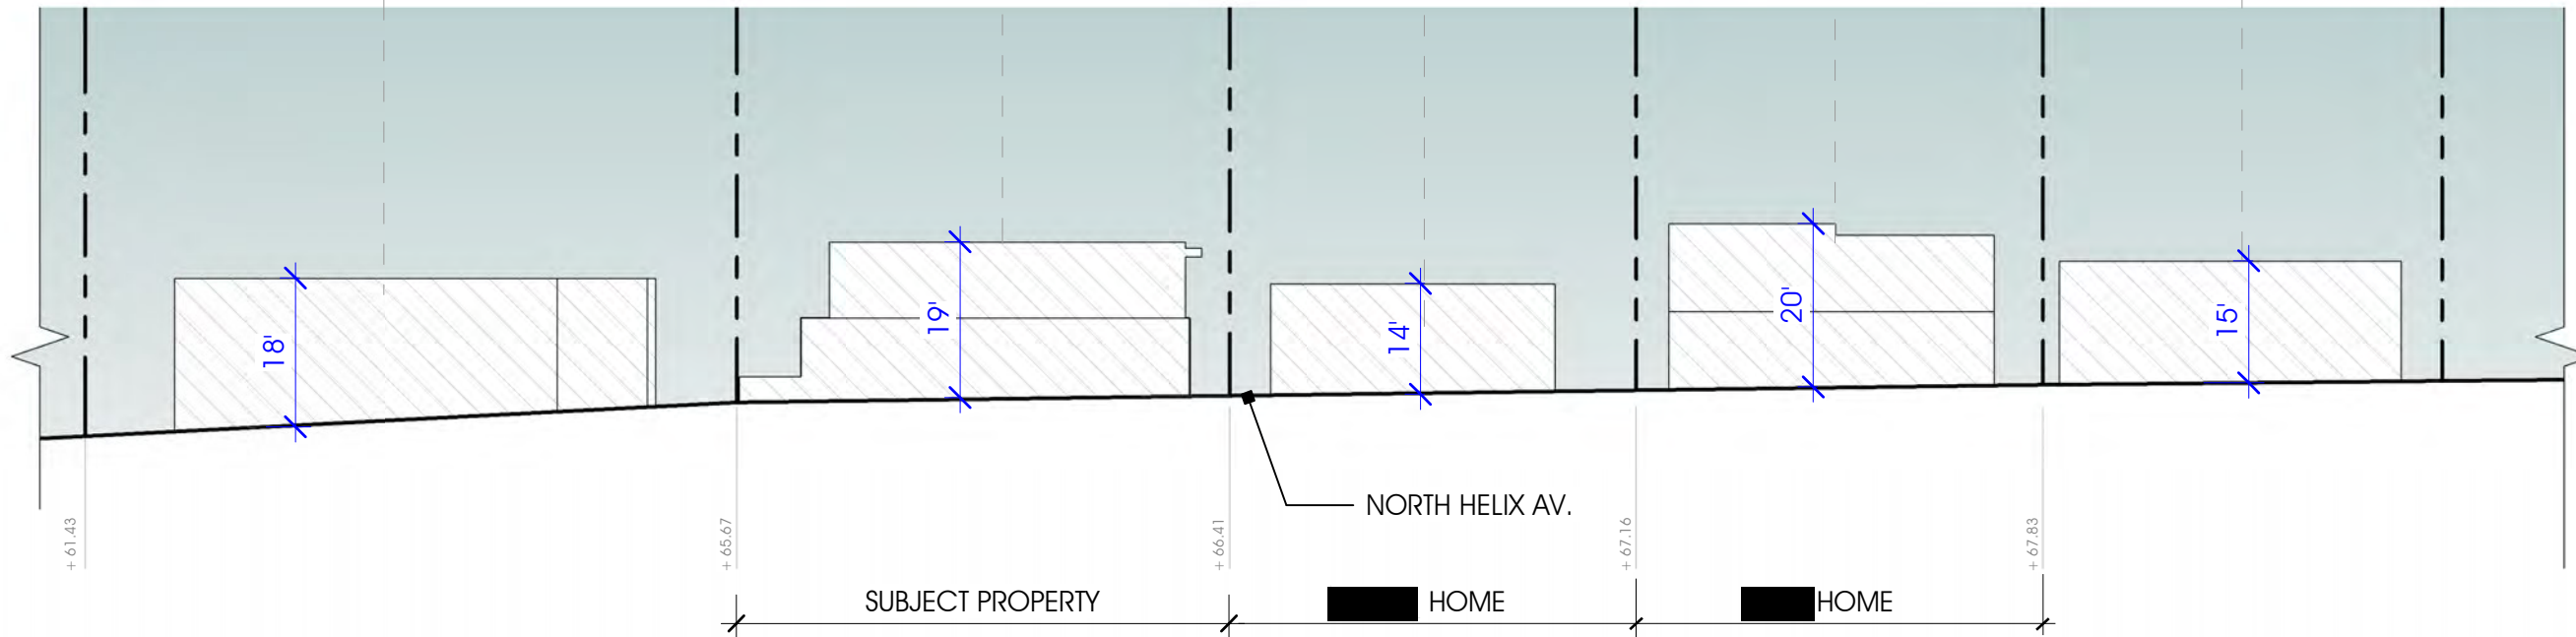 18'
19'
14'
20'
15'
NORTH HELIX AV.
+ 61.43
+ 65.67
+ 66.41
+ 67.16
+ 67.83
SUBJECT PROPERTY
HOME
HOME